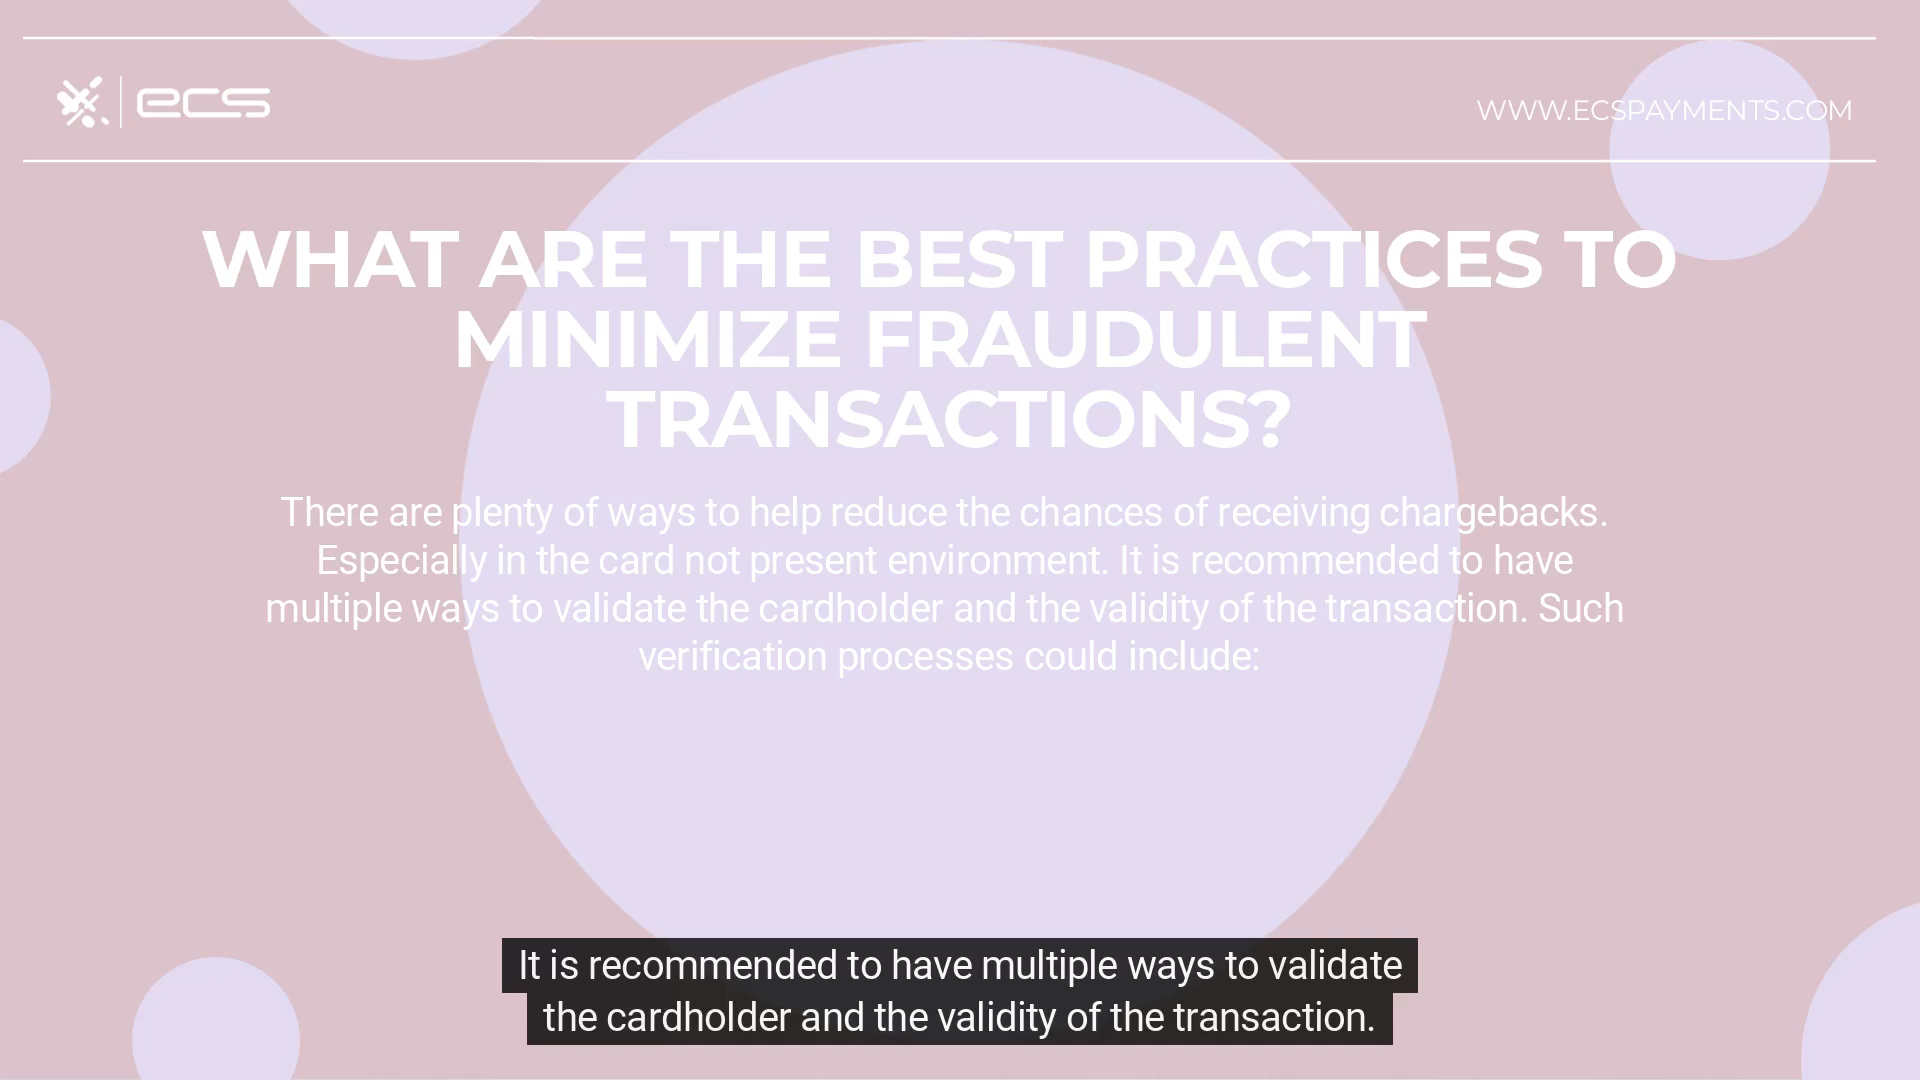 ecs
WWW.ECSPAYMENTS.COM
WHAT ARE THE BEST PRACTICES TO
MINIMIZE FRAUDULENT
TRANSACTIONS?
There are plenty of ways to help reduce the chances of receiving chargebacks.
Especially in the card not present environment. It is recommended to have
multiple ways to validate the cardholder and the validity of the transaction. Such
verification processes could include:
It is recommended to have multiple ways to validate
the cardholder and the validity of the transaction.